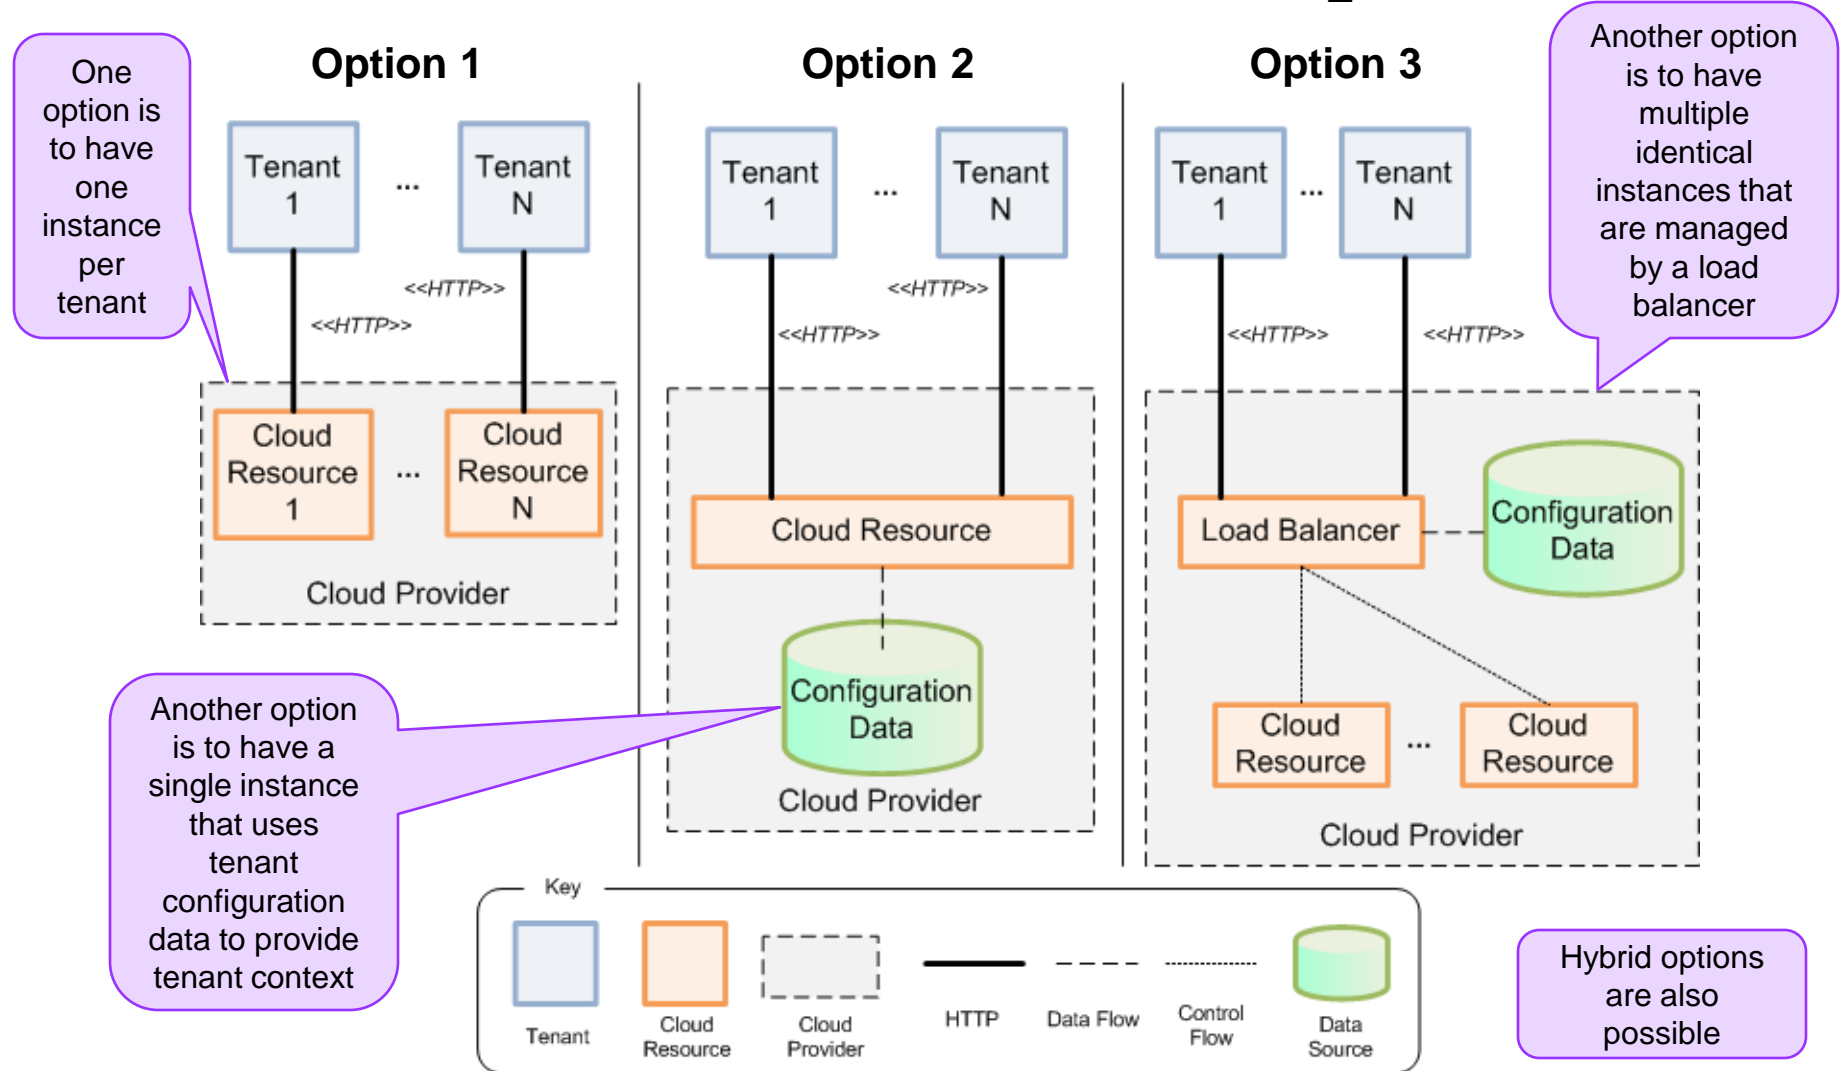 Option 1
Option 2
Option 3
One
option is
to have
one
instance
per
tenant
Another option
is to have
multiple
identical
instances that
are managed
by a load
balancer
Tenant
1
...
Tenant
N
<<HTTP>>
<<HTTP>>
Cloud
Resource
1
...
Cloud
Resource
N
Cloud Provider
Tenant
1
...
Tenant
N
<<HTTP>>
<<HTTP>>
Cloud Resource
Configuration
Data
Cloud Provider
Tenant
1
...
Tenant
N
<<HTTP>>
<<HTTP>>
Load Balancer
Configuration
Data
Cloud
Resource
...
Cloud
Resource
Cloud Provider
Another option
is to have a
single instance
that uses
tenant
configuration
data to provide
tenant context
Key
Tenant
Cloud
Resource
Cloud
Provider
HTTP
Data Flow
Control
Flow
Data
Source
Hybrid options
are also
possible